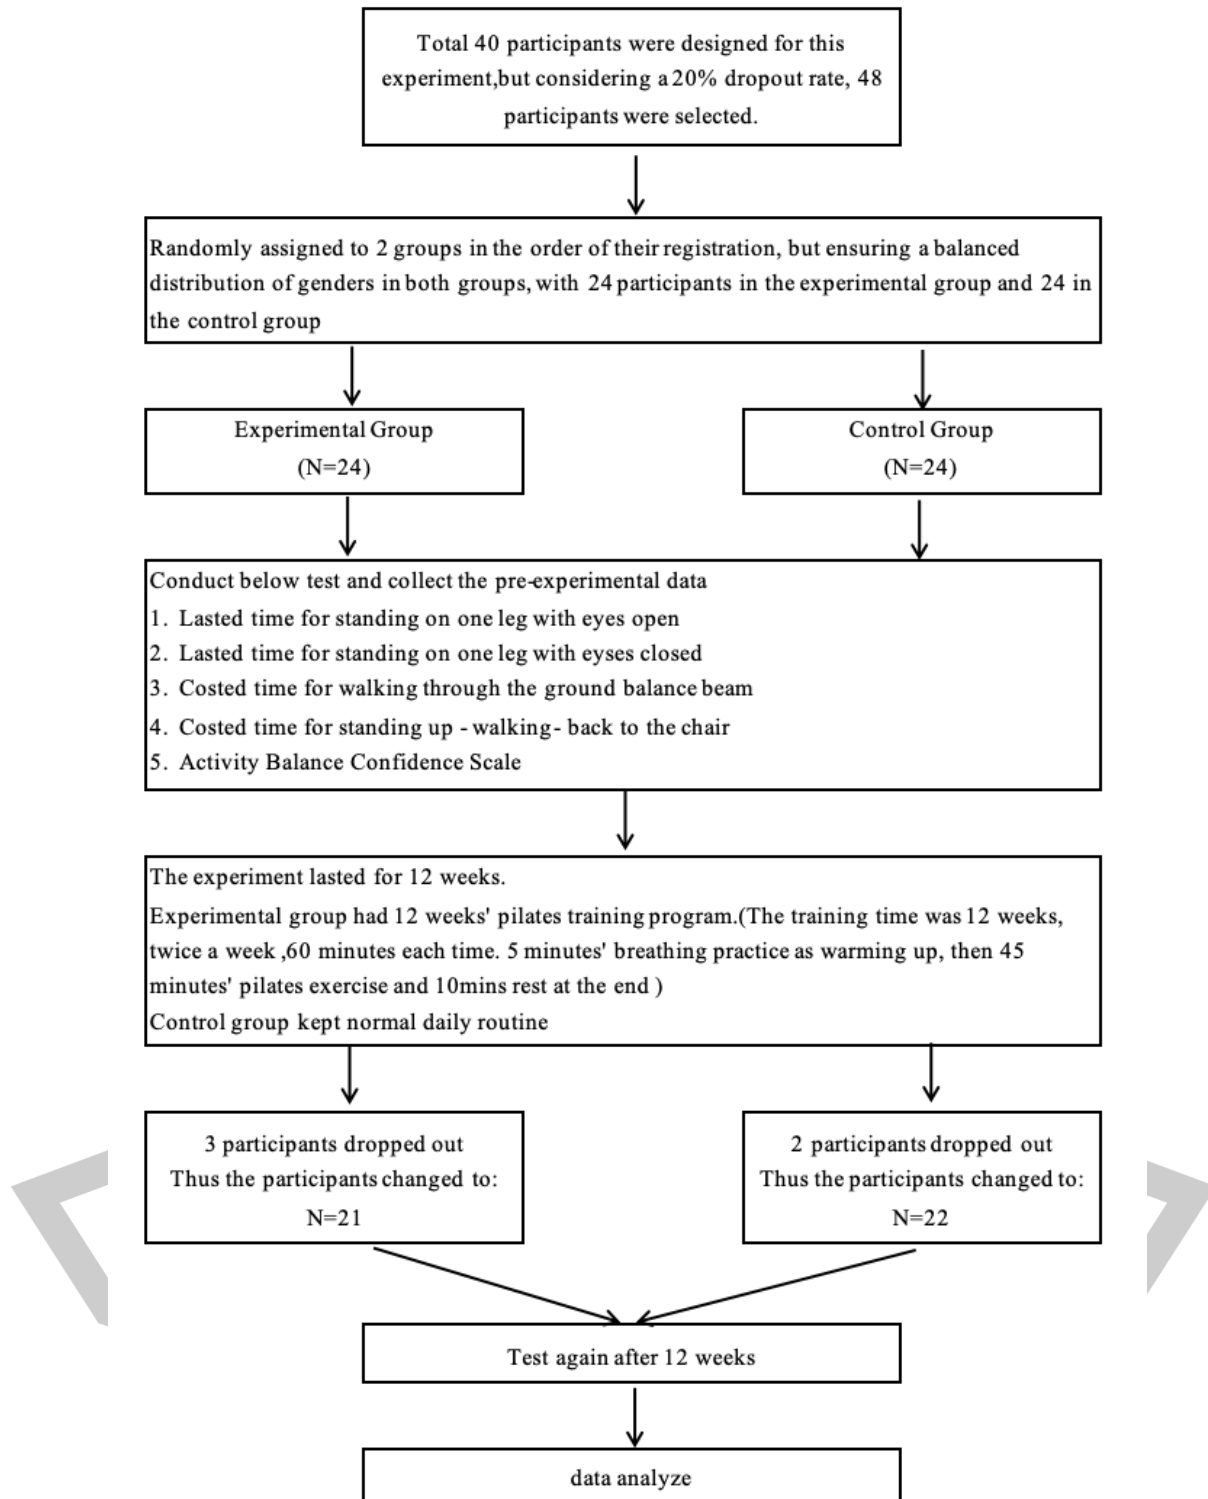 Total 40 participants were designed for this
experiment,but considering a 20% dropout rate, 48
participants were selected.
Randomly assigned to 2 groups in the order of their registration, but ensuring a balanced
distribution of genders in both groups, with 24 participants in the experimental group and 24 in
the control group
Experimental Group
(N=24)
Control Group
(N=24)
Conduct below test and collect the pre-experimental data
1. Lasted time for standing on one leg with eyes open
2. Lasted time for standing on one leg with eyses closed
3. Costed time for walking through the ground balance beam
4. Costed time for standing up - walking- back to the chair
5. Activity Balance Confidence Scale
The experiment lasted for 12 weeks.
Experimental group had 12 weeks' pilates training program.(The training time was 12 weeks,
twice a week ,60 minutes each time. 5 minutes' breathing practice as warming up, then 45
minutes' pilates exercise and 10mins rest at the end )
Control group kept normal daily routine
3 participants dropped out
Thus the participants changed to:
N=21
2 participants dropped out
Thus the participants changed to:
N=22
Test again after 12 weeks
data analyze